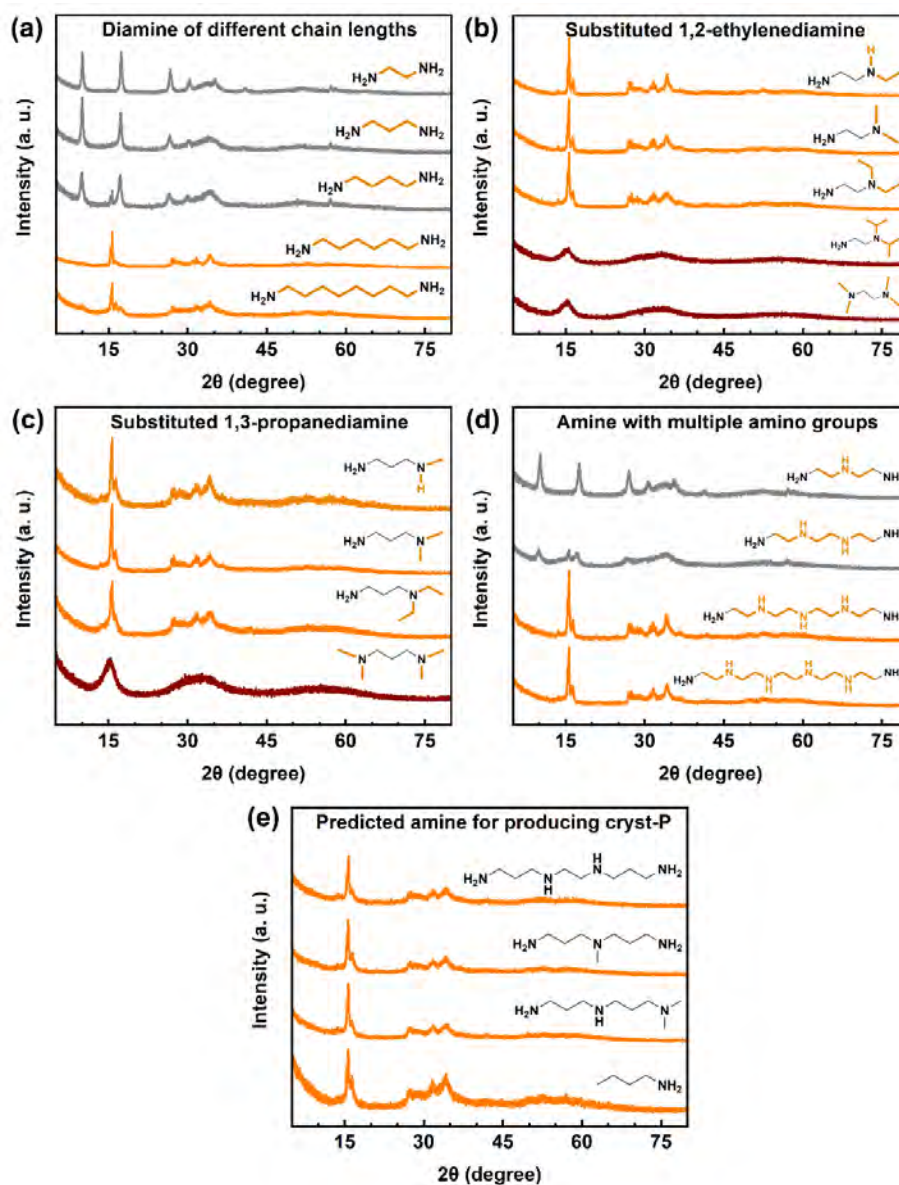 (a)
Diamine of different chain lengths
H₂N NH₂
H₂N NH₂
H₂N NH₂
H₂N NH₂
H₂N NH₂
Intensity (a. u.)
15 30 45 60 75
2θ (degree)
(b)
Substituted 1,2-ethylenediamine
H
H₂N N
H₂N N
H₂N N
H₂N N
N N
Intensity (a. u.)
15 30 45 60 75
2θ (degree)
(c)
Substituted 1,3-propanediamine
H₂N N
H
H₂N N
H₂N N
N N
Intensity (a. u.)
15 30 45 60 75
2θ (degree)
(d)
Amine with multiple amino groups
H
H₂N N NH
H
H₂N N N NH
H
H H
H₂N N N N NH
H
H H
H₂N N N N N NH
H H
Intensity (a. u.)
15 30 45 60 75
2θ (degree)
(e)
Predicted amine for producing cryst-P
H
H₂N N N NH₂
H
H₂N N NH₂
H₂N N N
H
NH₂
Intensity (a. u.)
15 30 45 60 75
2θ (degree)